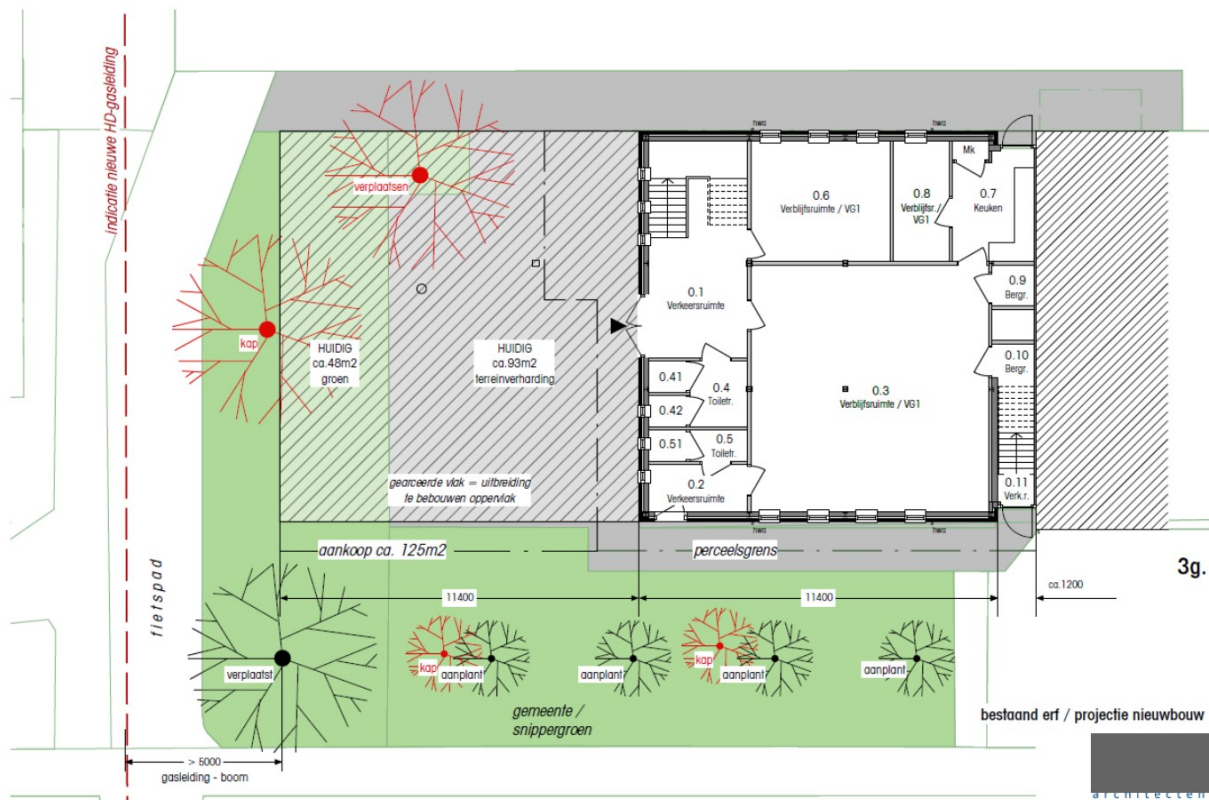 indicatie nieuwe HD-gasleiding
hwa
hwa
Mk
verplaatsen
0.6
Verblijfsruimte / VG1
0.8
Verblijfsr./
VG1
0.7
Keuken
0.1
Verkeersruimte
0.9
Bergr.
kap
HUIDIG
ca.48m2
groen
HUIDIG
ca.93m2
terreinverharding
0.10
Bergr.
0.41
0.4
Toiletr.
0.42
0.3
Verblijfsruimte / VG1
0.51
0.5
Toiletr.
gearceerde vlak = uitbreiding
te bebouwen oppervlak
0.2
Verkeersruimte
0.11
Verk.r.
hwa
hwa
aankoop ca. 125m2
perceelsgrens
3g.
fietspad
11400
11400
ca.1200
verplaatst
kap
aanplant
aanplant
kap
aanplant
aanplant
gemeente /
snippergroen
bestaand erf / projectie nieuwbouw
> 5000
gasleiding - boom
architecten